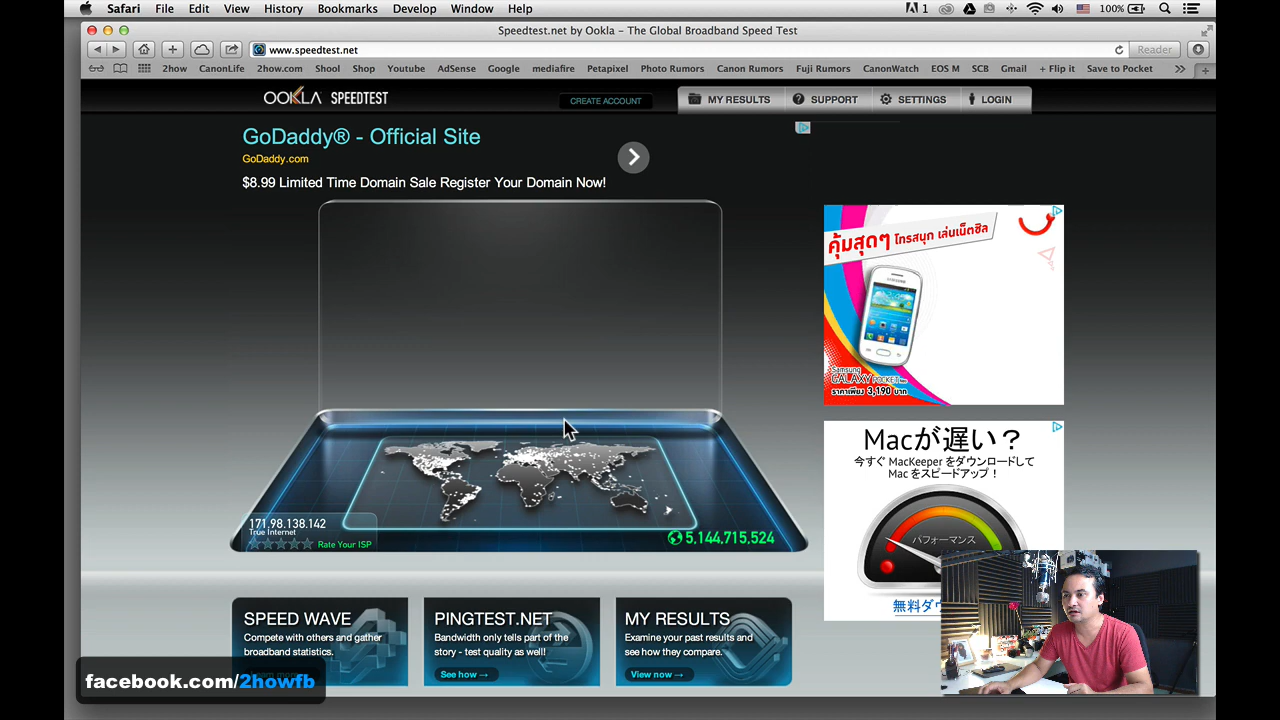 Safari File Edit View History Bookmarks Develop Window Help
1
100%
Speedtest.net by Ookla – The Global Broadband Speed Test
www.speedtest.net
Reader
2how CanonLife 2how.com Shool Shop Youtube AdSense Google mediafire Petapixel Photo Rumors Canon Rumors Fuji Rumors CanonWatch EOS M SCB Gmail + Flip it Save to Pocket
OOKLA SPEEDTEST
CREATE ACCOUNT
MY RESULTS SUPPORT SETTINGS LOGIN
GoDaddy® - Official Site
GoDaddy.com
$8.99 Limited Time Domain Sale Register Your Domain Now!
คุ้มสุดๆ โทรสนุก เล่นเน็ตชิล
Samsung
GALAXY POCKET Neo
ราคาเพียง 3,190 บาท
Macが遅い？
今すぐ MacKeeper をダウンロードして
Mac をスピードアップ！
パフォーマンス
無料ダウ
171.98.138.142
True Internet
Rate Your ISP
5,144,715,524
SPEED WAVE
Compete with others and gather
broadband statistics.
PINGTEST.NET
Bandwidth only tells part of the
story - test quality as well!
See how →
MY RESULTS
Examine your past results and
see how they compare.
View now →
facebook.com/2howfb